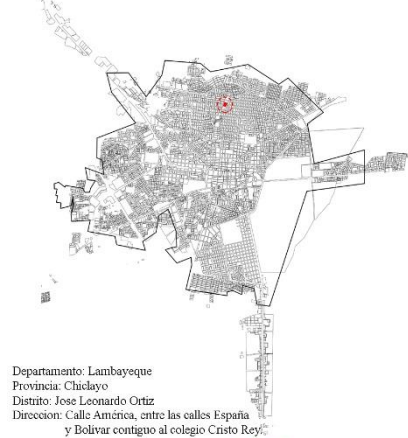 Departamento: Lambayeque
Provincia: Chiclayo
Distrito: Jose Leonardo Ortiz
Direccion: Calle América, entre las calles España
y Bolivar contiguo al colegio Cristo Rey.